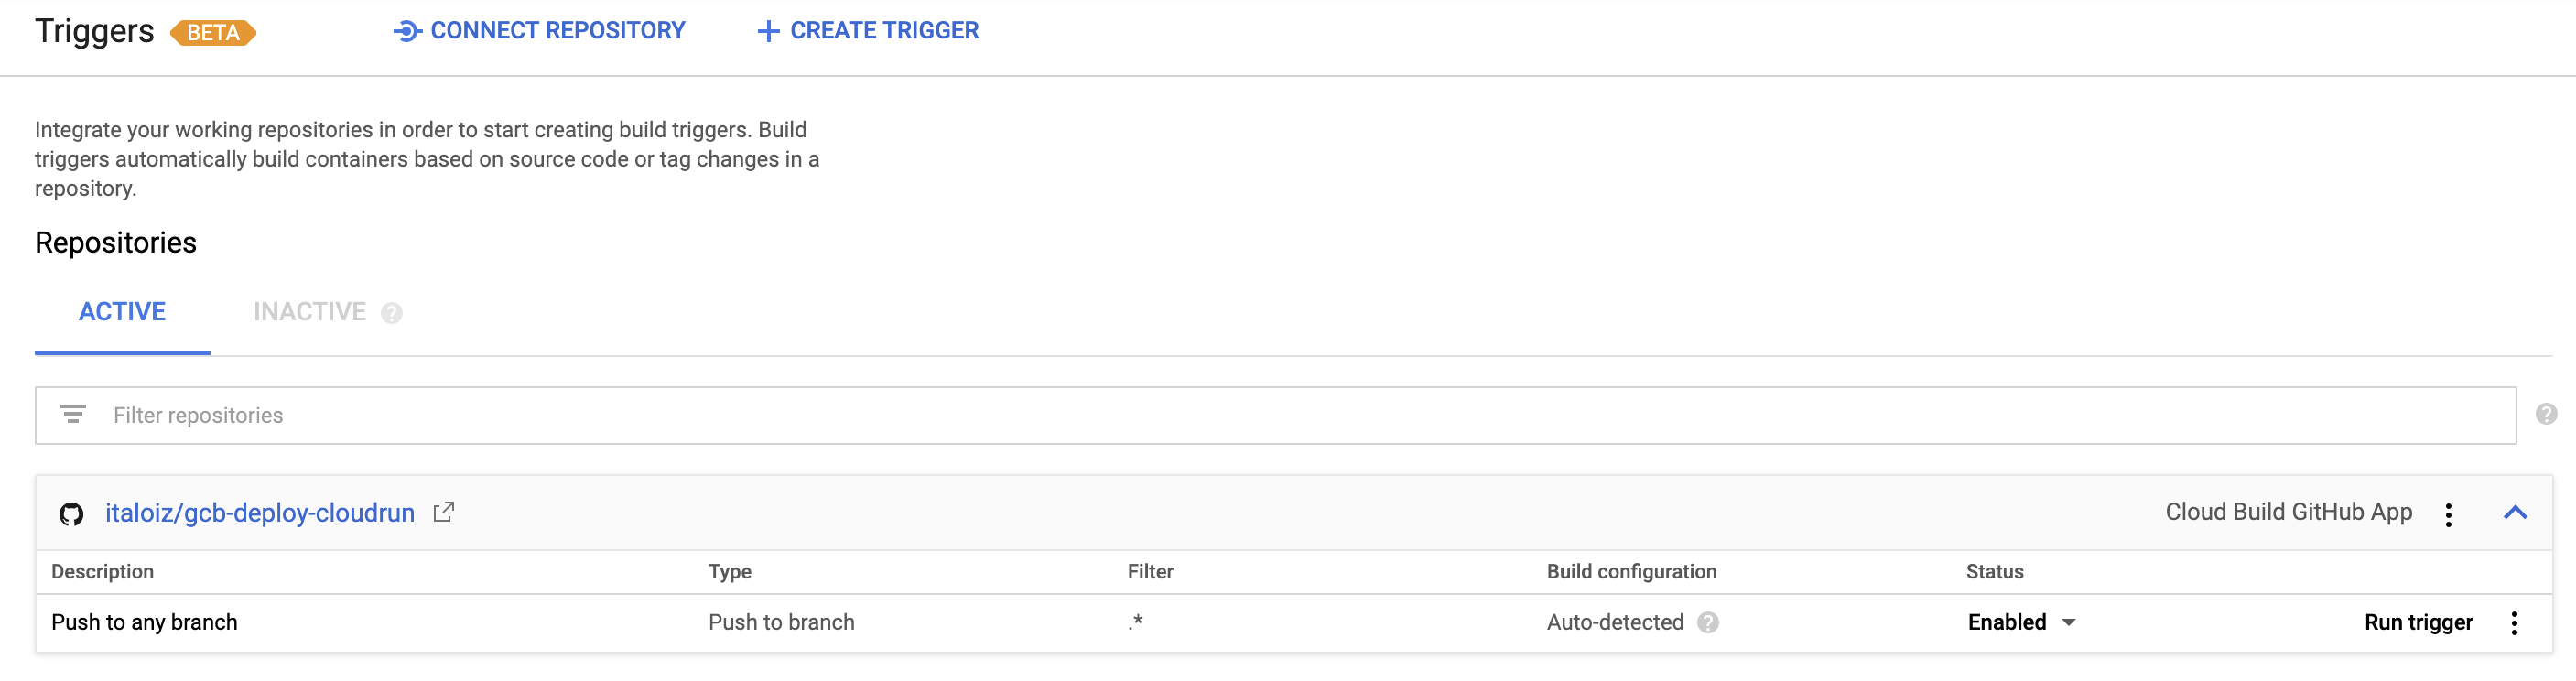 Triggers BETA CONNECT REPOSITORY CREATE TRIGGER
Integrate your working repositories in order to start creating build triggers. Build
triggers automatically build containers based on source code or tag changes in a
repository.
Repositories
ACTIVE INACTIVE ?
Filter repositories ?
italoiz/gcb-deploy-cloudrun Cloud Build GitHub App
Description Type Filter Build configuration Status
Push to any branch Push to branch .* Auto-detected ? Enabled Run trigger